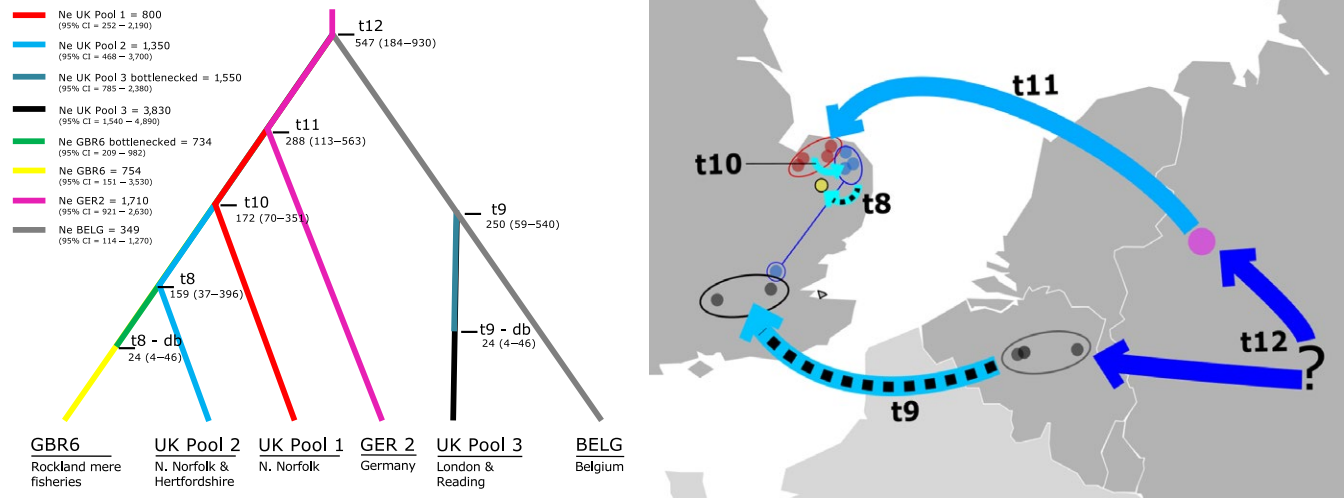 Ne UK Pool 1 = 800
(95% CI = 252 – 2,190)
Ne UK Pool 2 = 1,350
(95% CI = 468 – 3,700)
Ne UK Pool 3 bottlenecked = 1,550
(95% CI = 785 – 2,380)
Ne UK Pool 3 = 3,830
(95% CI = 1,540 – 4,890)
Ne GBR6 bottlenecked = 734
(95% CI = 209 – 982)
Ne GBR6 = 754
(95% CI = 151 – 3,530)
Ne GER2 = 1,710
(95% CI = 921 – 2,630)
Ne BELG = 349
(95% CI = 114 – 1,270)
t12
547 (184–930)
t11
288 (113–563)
t10
172 (70–351)
t9
250 (59–540)
t8
159 (37–396)
t8 - db
24 (4–46)
t9 - db
24 (4–46)
GBR6
Rockland mere
fisheries
UK Pool 2
N. Norfolk &
Hertfordshire
UK Pool 1
N. Norfolk
GER 2
Germany
UK Pool 3
London &
Reading
BELG
Belgium
t11
t10
t8
t12
?
t9